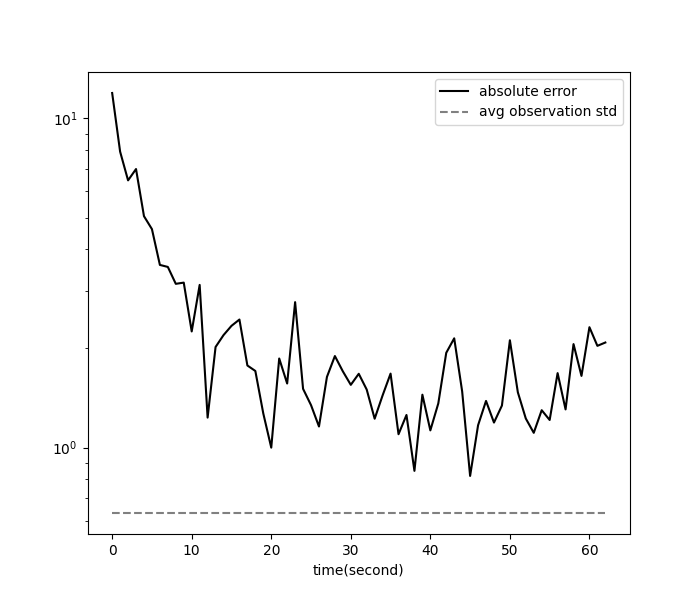 absolute error
avg observation std
10¹
10⁰
0 10 20 30 40 50 60
time(second)